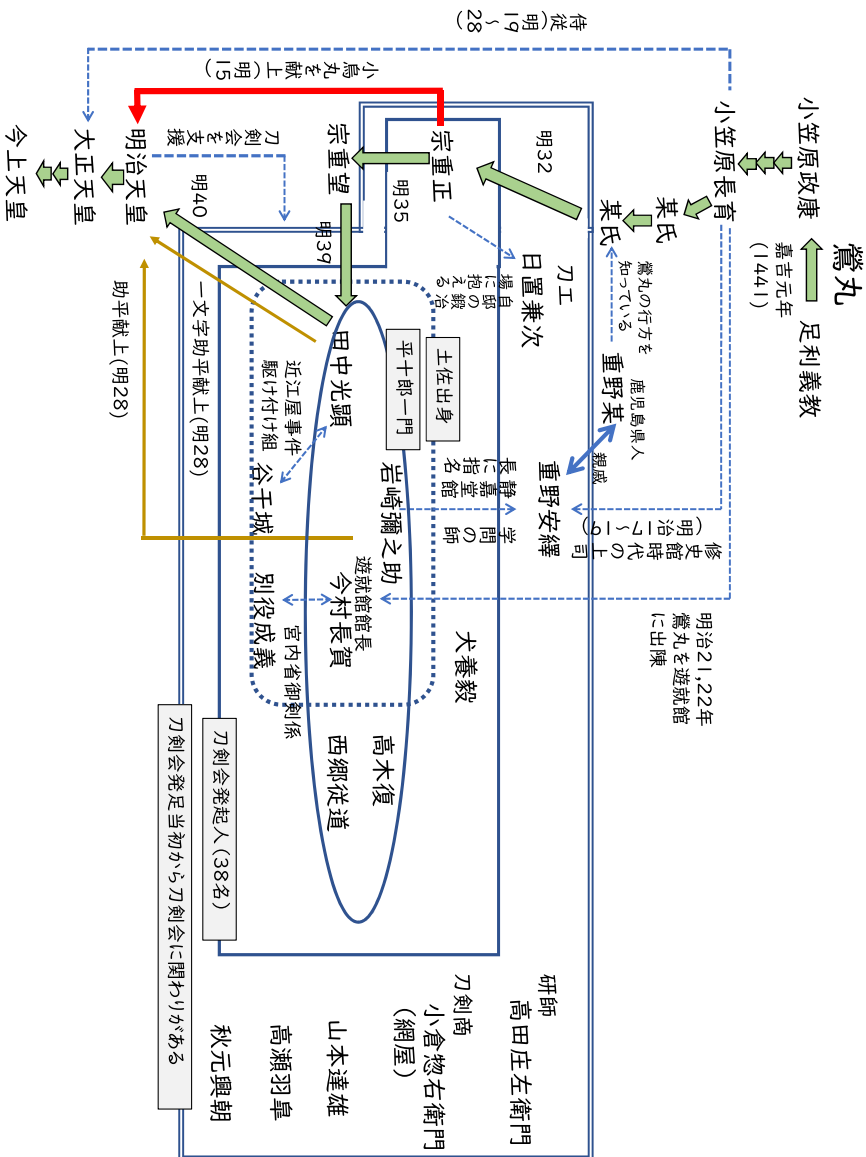 鶯丸
足利義教
嘉吉元年
(1441)
小笠原政康
小笠原長育
侍従(明19~28)
某氏
某氏
鶯丸の行方を
知っている
重野某
鹿児島県人
親戚
重野安繹
修史館時代の上司
(明治17~19)
明治21,22年
鶯丸を遊就館
に出陳
明32
宗重正
小烏丸を献上(明15)
刀工
日置兼次
自邸の鍛冶
場に抱える
明35
宗重望
明39
田中光顕
明40
明治天皇
大正天皇
今上天皇
刀剣会を支援
一文字助平献上(明28)
助平献上(明28)
土佐出身
平十郎一門
近江屋事件
駆け付け組
谷干城
岩崎彌之助
静嘉堂館
長に指名
学問の師
遊就館館長
今村長賀
別役成義
宮内省御剣係
犬養毅
高木復
西郷従道
刀剣会発起人(38名)
刀剣会発足当初から刀剣会に関わりがある
研師
高田庄左衛門
刀剣商
小倉惣右衛門
(網屋)
山本達雄
高瀬羽皐
秋元興朝